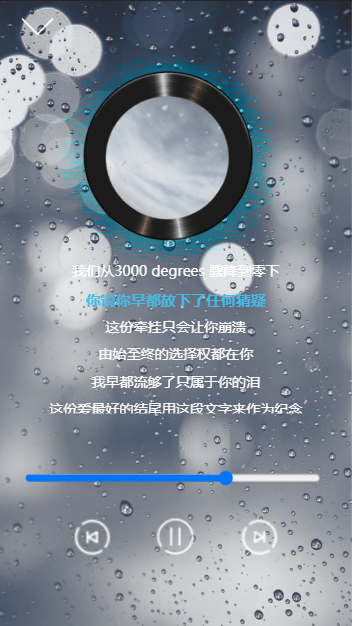 我们从3000 degrees 骤降到零下
你说你早都放下了任何猜疑
这份牵挂只会让你崩溃
由始至终的选择权都在你
我早都流够了只属于你的泪
这份爱最好的结尾用这段文字来作为纪念